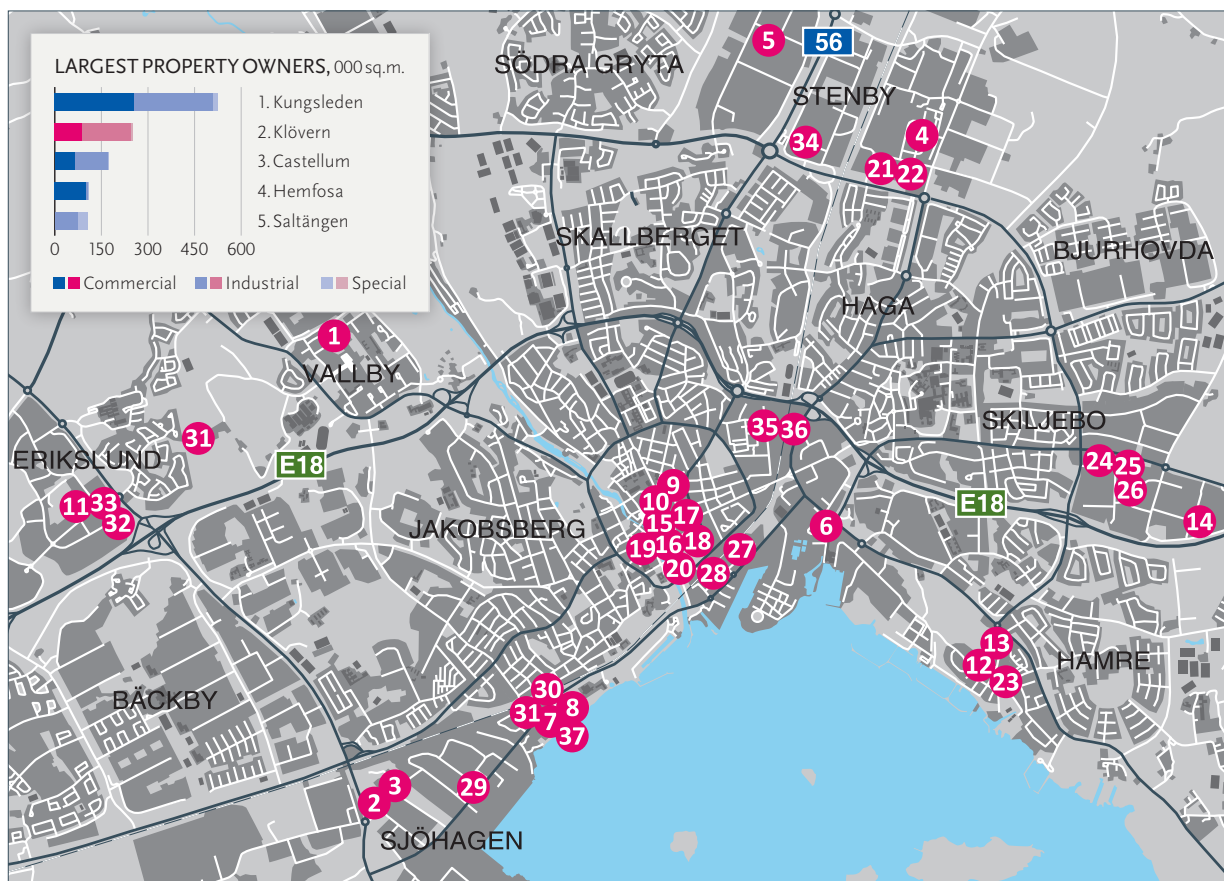 LARGEST PROPERTY OWNERS, 000 sq.m.
1. Kungsleden
2. Klövern
3. Castellum
4. Hemfosa
5. Saltängen
0 150 300 450 600
Commercial Industrial Special
5
56
SÖDRA GRYTA
STENBY
34
4
21
22
SKALLBERGET
BJURHOVDA
HAGA
1
VALLBY
31
ERIKSLUND
E18
35
36
SKILJEBO
24
25
26
11
33
32
9
10
17
E18
14
JAKOBSBERG
15
6
19
16
18
27
20
28
13
12
HAMRE
23
BÄCKBY
30
31
8
7
37
3
29
2
SJÖHAGEN